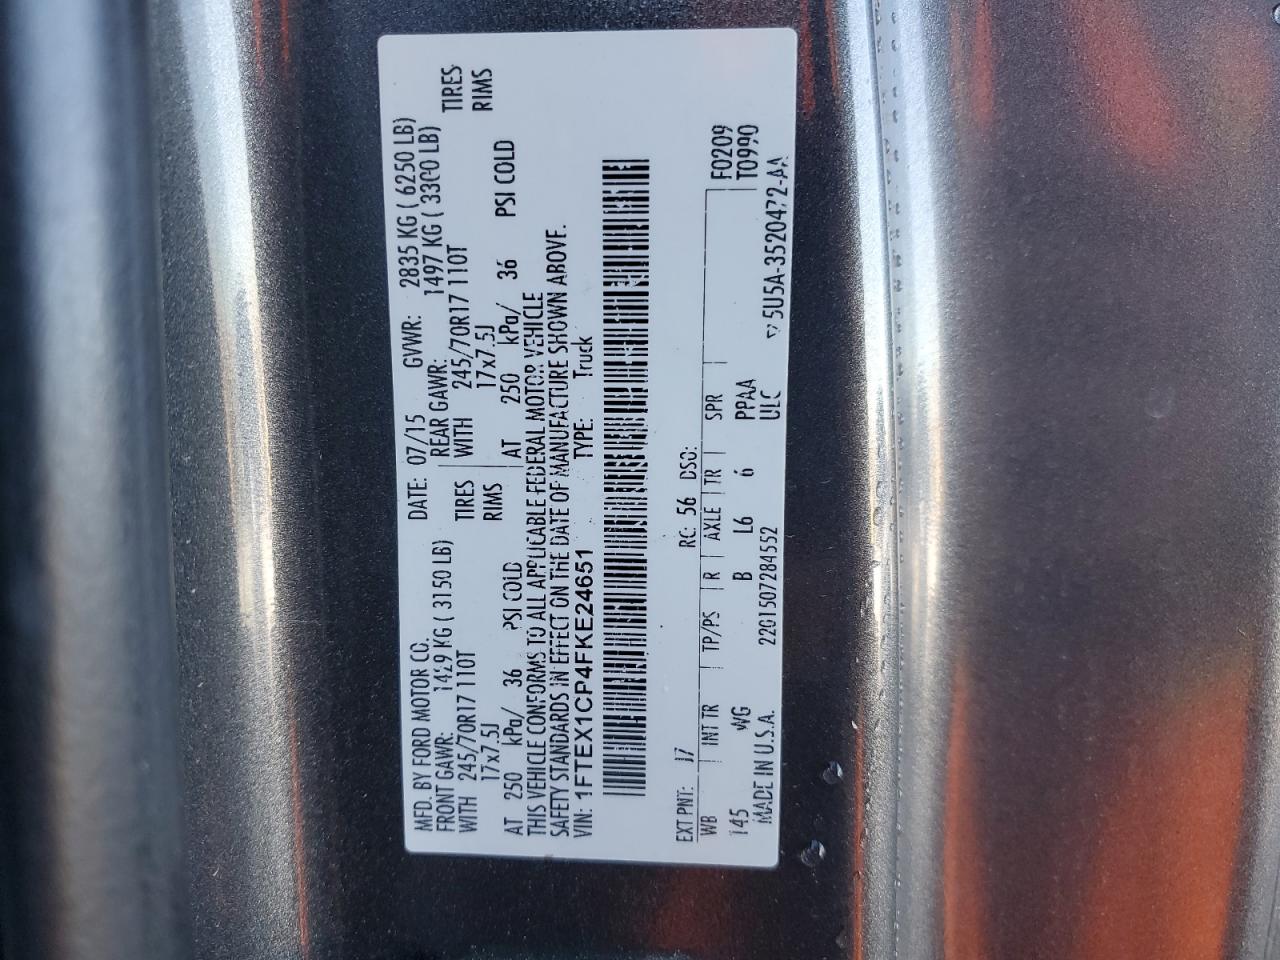 MFD. BY FORD MOTOR CO. DATE: 07/15 GVWR: 2835 KG ( 6250 LB)
FRONT GAWR: 1429 KG ( 3150 LB) REAR GAWR: 1497 KG ( 3300 LB)
WITH 245/70R17 110T TIRES WITH 245/70R17 110T TIRES
17x7.5J RIMS 17x7.5J RIMS
AT 250 kPa/ 36 PSI COLD AT 250 kPa/ 36 PSI COLD
THIS VEHICLE CONFORMS TO ALL APPLICABLE FEDERAL MOTOR VEHICLE
SAFETY STANDARDS IN EFFECT ON THE DATE OF MANUFACTURE SHOWN ABOVE.
VIN: 1FTEX1CP4FKE24651 TYPE: Truck
EXT PNT: J7 RC: 56 DSO:
WB INT TR TP/PS R AXLE TR SPR F0209
145 WG B L6 6 PPAA T0990
MADE IN U.S.A. 2201507284552 ULC ▽5U5A-3520472-AA